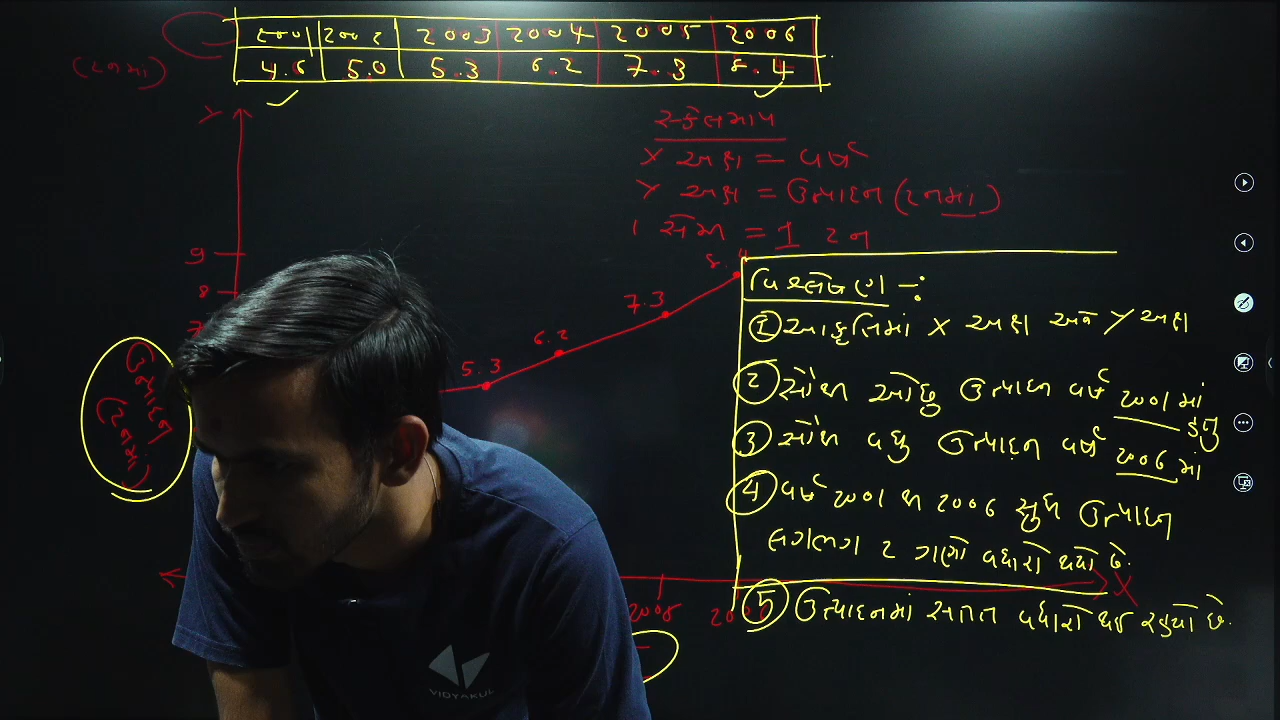 2001 2002 2003 2004 2005 2006
(ટનમાં) 4.6 5.0 5.3 6.2 7.3 8.4
Y
સ્કેલમાપ
X અક્ષ = વર્ષ
Y અક્ષ = ઉત્પાદન (ટનમાં)
1 સેમી = 1 ટન
9
8
7
8.4
7.3
6.2
5.3
ઉત્પાદન
(ટનમાં)
વિશ્લેષણ :-
① આકૃતિમાં X અક્ષ અને Y અક્ષ
② સૌથી ઓછુ ઉત્પાદન વર્ષ 2001 માં હતુ
③ સૌથી વધુ ઉત્પાદન વર્ષ 2006 માં
④ વર્ષ 2001 થી 2006 સુધી ઉત્પાદન
લગભગ 2 ગણો વધારો થયો છે.
⑤ ઉત્પાદનમાં સતત વધારો થઈ રહ્યો છે.
2005
X
VIDYAKUL